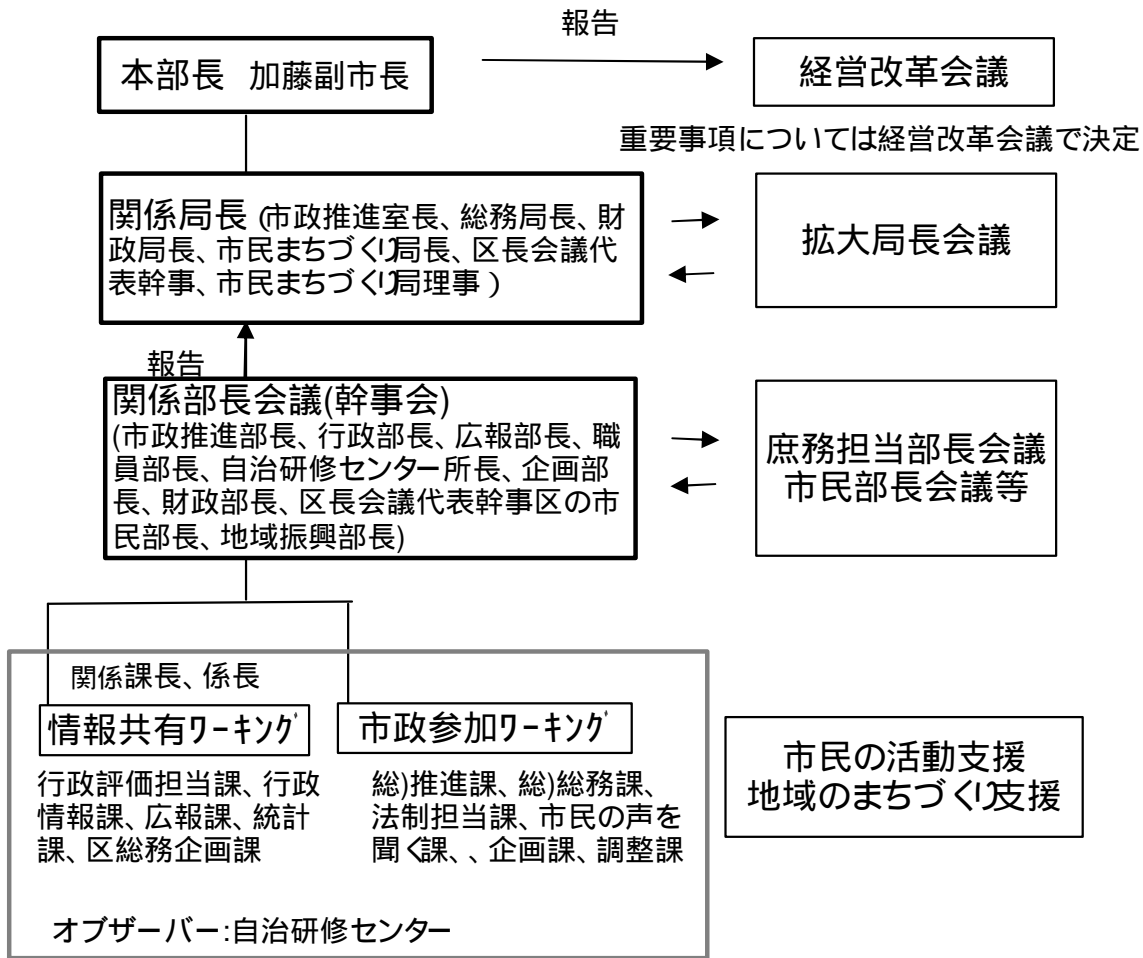 報告
本部長 加藤副市長
経営改革会議
重要事項については経営改革会議で決定
関係局長(市政推進室長、総務局長、財
政局長、市民まちづくり局長、区長会議代
表幹事、市民まちづくり局理事)
拡大局長会議
報告
関係部長会議(幹事会)
(市政推進部長、行政部長、広報部長、職
員部長、自治研修センター所長、企画部
長、財政部長、区長会議代表幹事区の市
民部長、地域振興部長)
庶務担当部長会議
市民部長会議等
関係課長、係長
情報共有ワーキング
行政評価担当課、行政
情報課、広報課、統計
課、区総務企画課
市政参加ワーキング
総)推進課、総)総務課、
法制担当課、市民の声を
聞く課、、企画課、調整課
市民の活動支援
地域のまちづくり支援
オブザーバー:自治研修センター